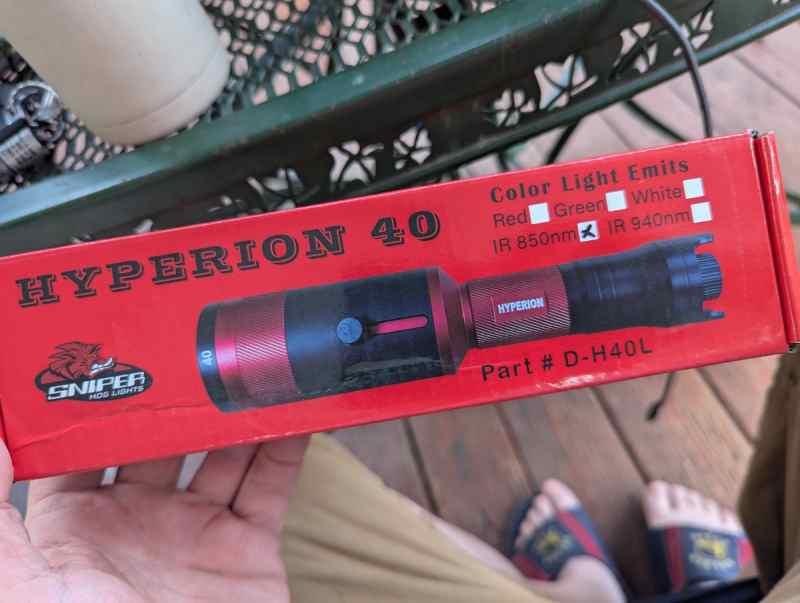 HYPERION 40
Color Light Emits
Red Green White
IR 850nm IR 940nm
HYPERION
40
SNIPER
HOG LIGHTS
Part # D-H40L